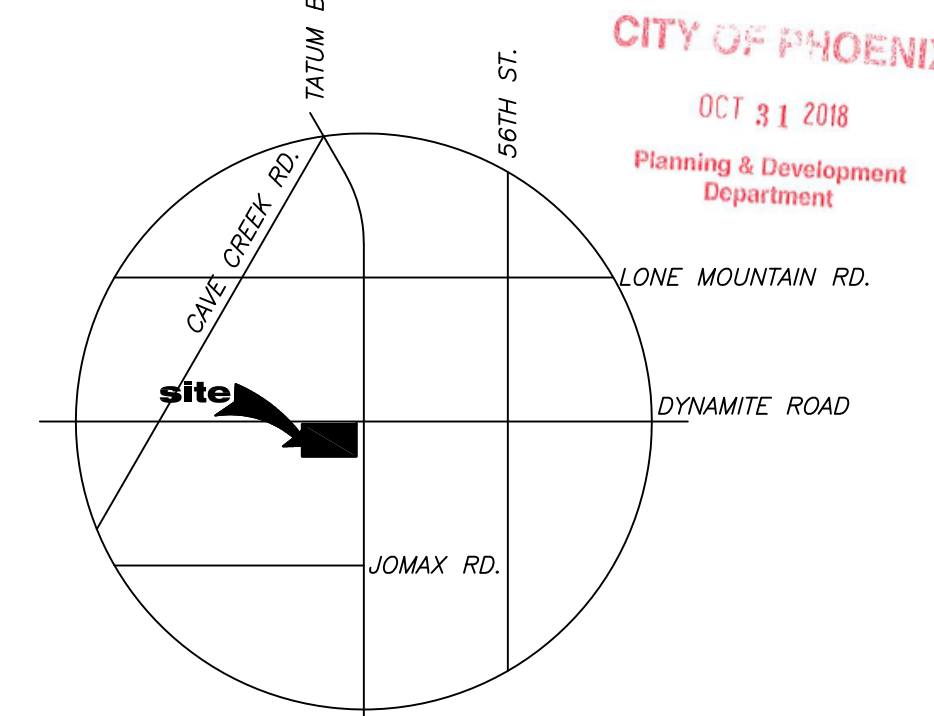 TATUM
56TH ST.
CITY OF PHOENIX
OCT 31 2018
Planning & Development
Department
CAVE CREEK RD.
LONE MOUNTAIN RD.
site
DYNAMITE ROAD
JOMAX RD.